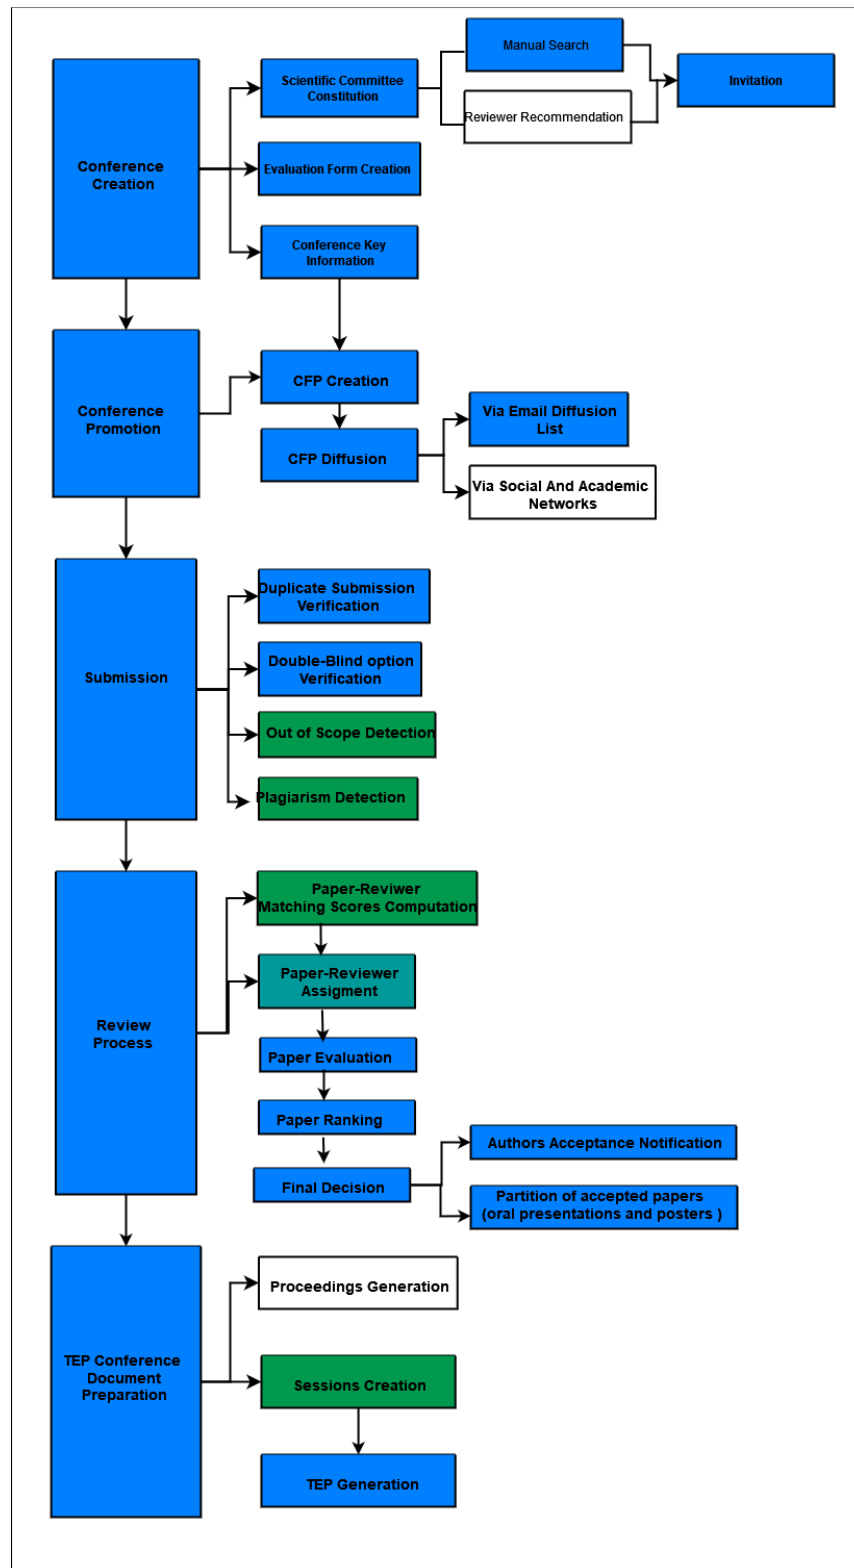 Manual Search
Scientific Committee
Constitution
Invitation
Reviewer Recommendation
Conference
Creation
Evaluation Form Creation
Conference Key
Information
CFP Creation
Conference
Promotion
Via Email Diffusion
List
CFP Diffusion
Via Social And Academic
Networks
Duplicate Submission
Verification
Submission
Double-Blind option
Verification
Out of Scope Detection
Plagiarism Detection
Paper-Reviwer
Matching Scores Computation
Paper-Reviewer
Assigment
Review
Process
Paper Evaluation
Paper Ranking
Authors Acceptance Notification
Final Decision
Partition of accepted papers
(oral presentations and posters )
Proceedings Generation
TEP Conference
Document
Preparation
Sessions Creation
TEP Generation